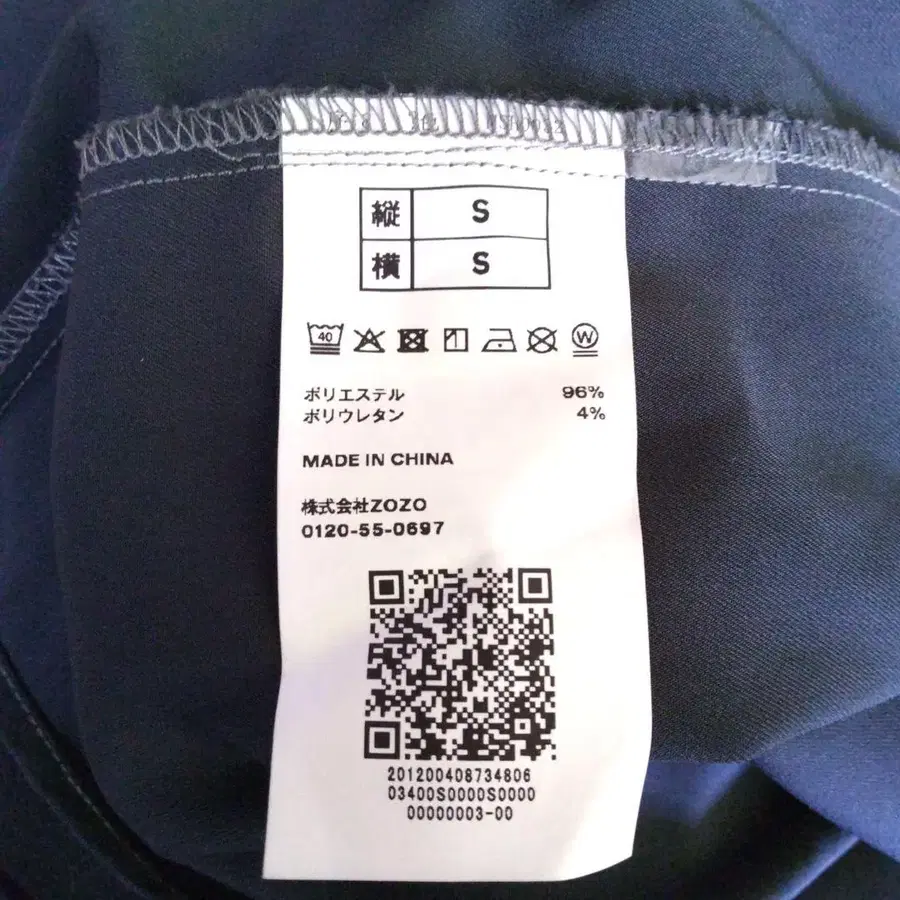 縦 S
横 S
40 W
ポリエステル 96%
ポリウレタン 4%
MADE IN CHINA
株式会社ZOZO
0120-55-0697
201200408734806
03400S0000S0000
00000003-00